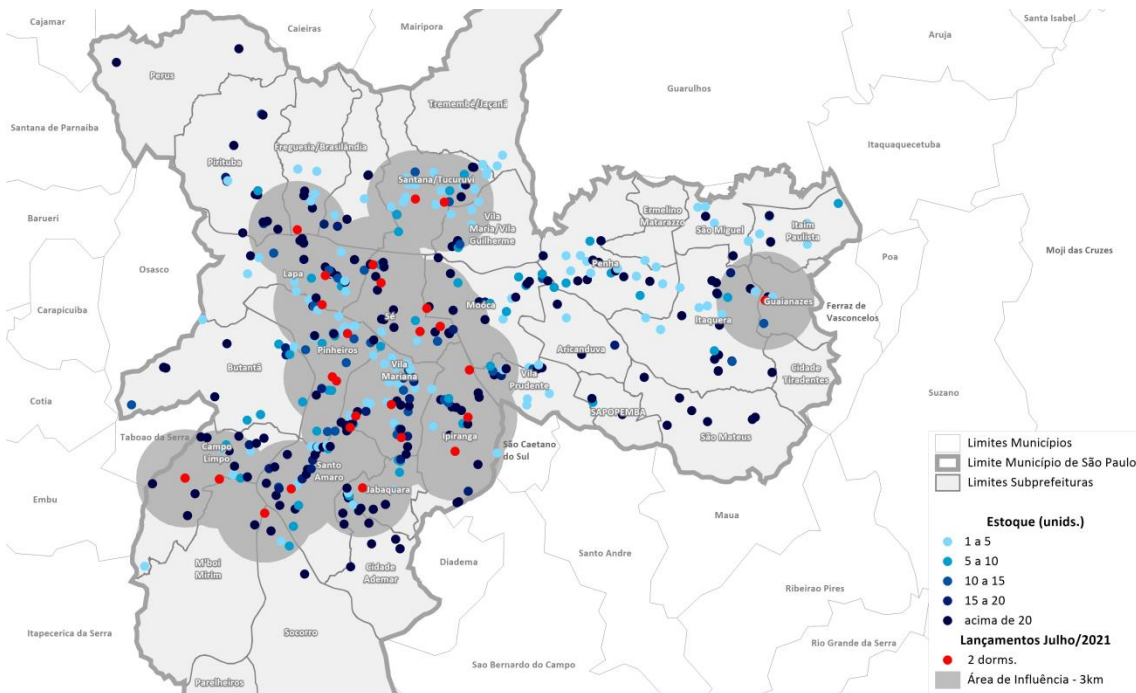 Cajamar
Caieiras
Mairipora
Santa Isabel
Aruja
Perus
Guarulhos
Tremembé/Jaçanã
Santana de Parnaiba
Freguesia/Brasilândia
Itaquaquecetuba
Pirituba
Santana/Tucuruvi
Ermelino
Matarazzo
São Miguel
Itaim
Paulista
Vila
Maria/Vila
Guilherme
Barueri
Moji das Cruzes
Poa
Osasco
Penha
Lapa
Guaianazes
Ferraz de
Vasconcelos
Carapicuiba
Moóca
Sé
Itaquera
Pinheiros
Aricanduva
Butantã
Vila
Mariana
Vila
Prudente
Cidade
Tiradentes
Cotia
Suzano
SAPOPEMBA
Taboao da Serra
Ipiranga
São Mateus
São Caetano
do Sul
Campo
Limpo
Santo
Amaro
Embu
Jabaquara
Maua
M'boi
Mirim
Cidade
Ademar
Diadema
Santo Andre
Ribeirao Pires
Itapecerica da Serra
Socorro
Sao Bernardo do Campo
Rio Grande da Serra
Parelheiros
Limites Municípios
Limite Município de São Paulo
Limites Subprefeituras
Estoque (unids.)
1 a 5
5 a 10
10 a 15
15 a 20
acima de 20
Lançamentos Julho/2021
2 dorms.
Área de Influência - 3km